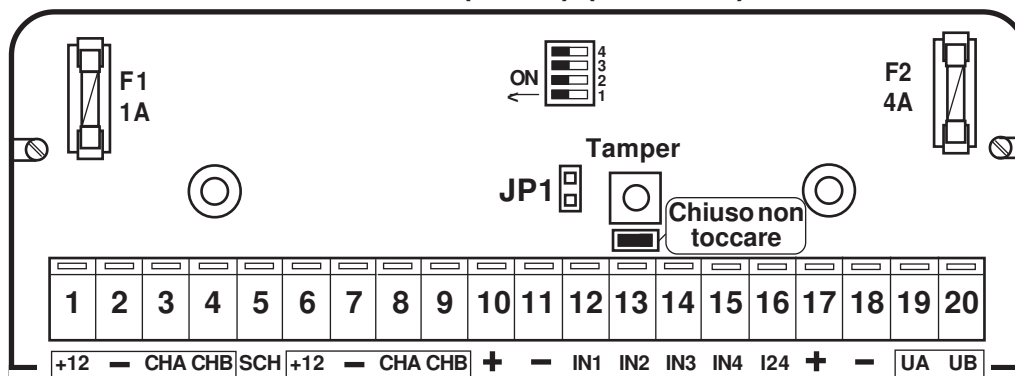 F1
1A
ON
4
3
2
1
F2
4A
Tamper
JP1
Chiuso non
toccare
1 2 3 4 5 6 7 8 9 10 11 12 13 14 15 16 17 18 19 20
+12 – CHA CHB SCH +12 – CHA CHB + – IN1 IN2 IN3 IN4 I24 + – UA UB